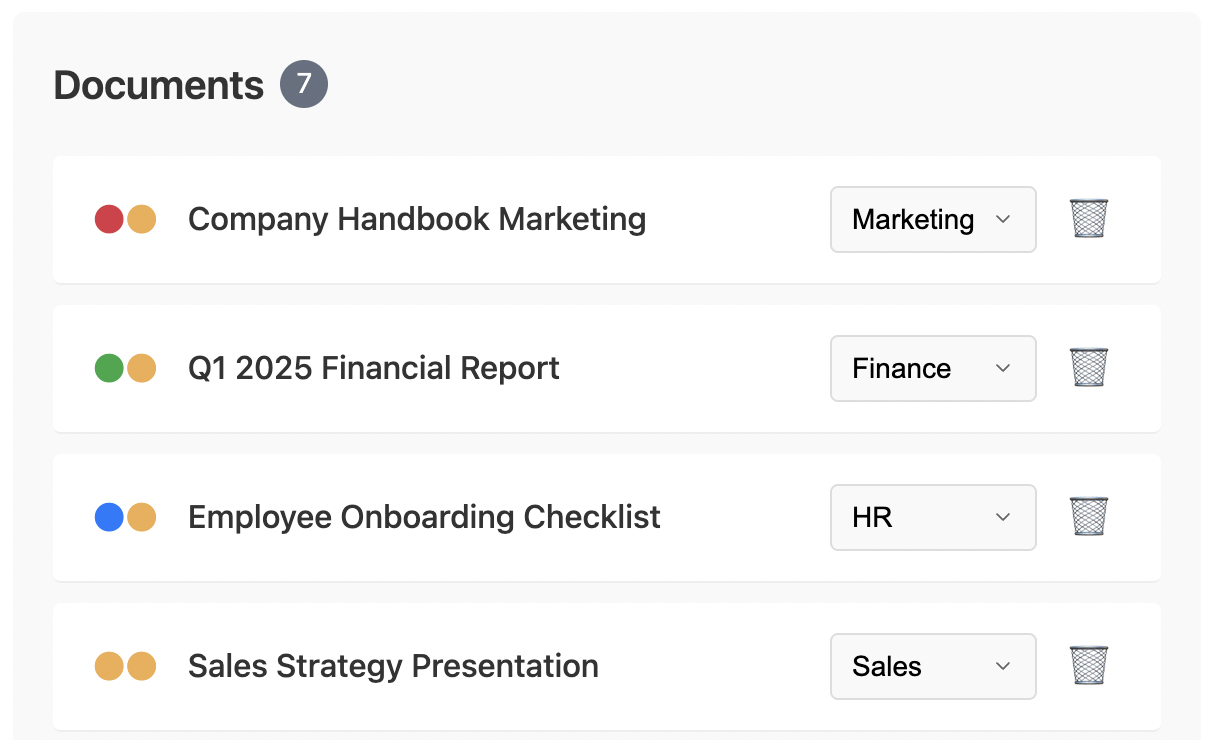 Documents 7
Company Handbook Marketing Marketing
Q1 2025 Financial Report Finance
Employee Onboarding Checklist HR
Sales Strategy Presentation Sales